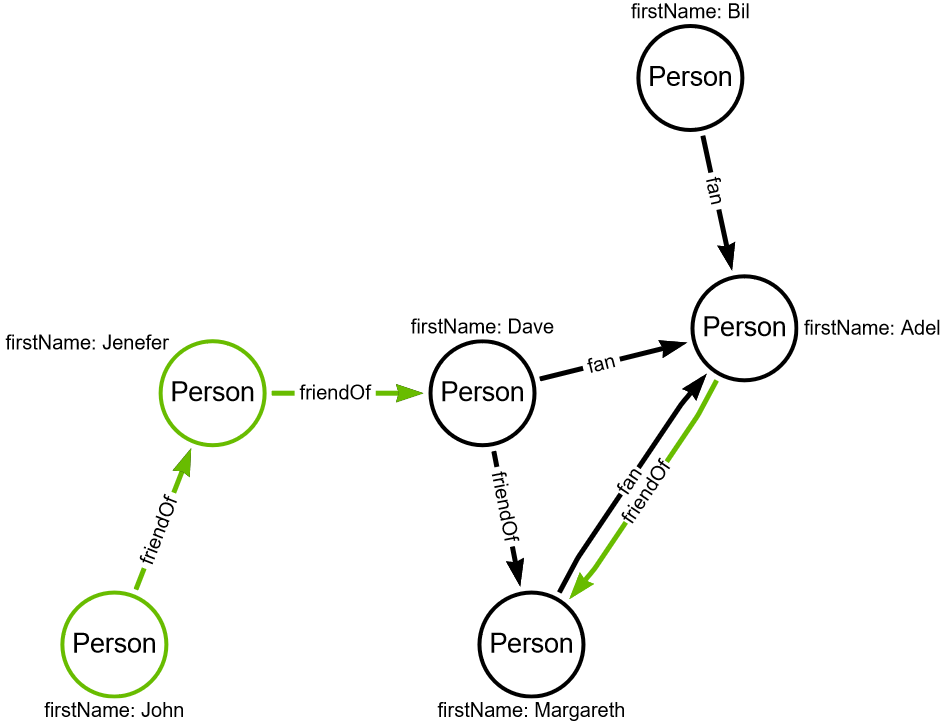 firstName: Bil
Person
fan
firstName: Jenefer
Person
friendOf
firstName: Dave
Person
fan
Person
firstName: Adel
friendOf
fan
friendOf
friendOf
Person
firstName: John
Person
firstName: Margareth